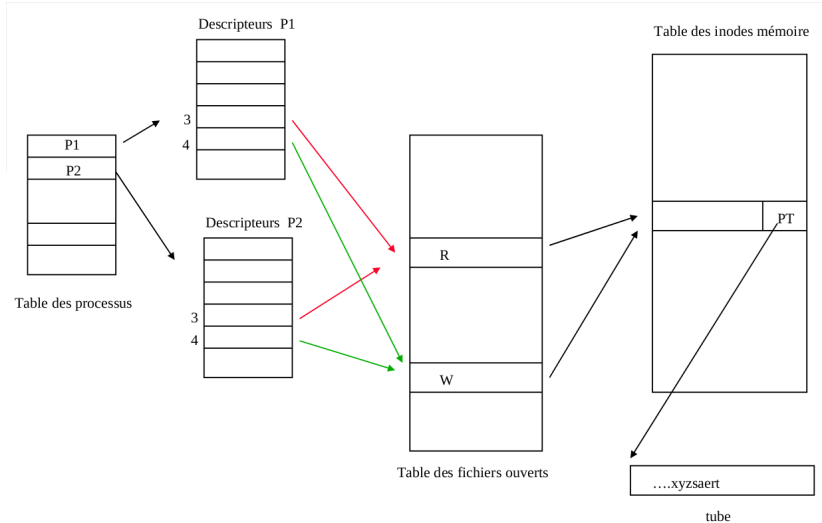 Descripteurs P1
Table des inodes mémoire
3
4
P1
P2
Descripteurs P2
PT
R
Table des processus
3
4
W
Table des fichiers ouverts
….xyzsaert
tube